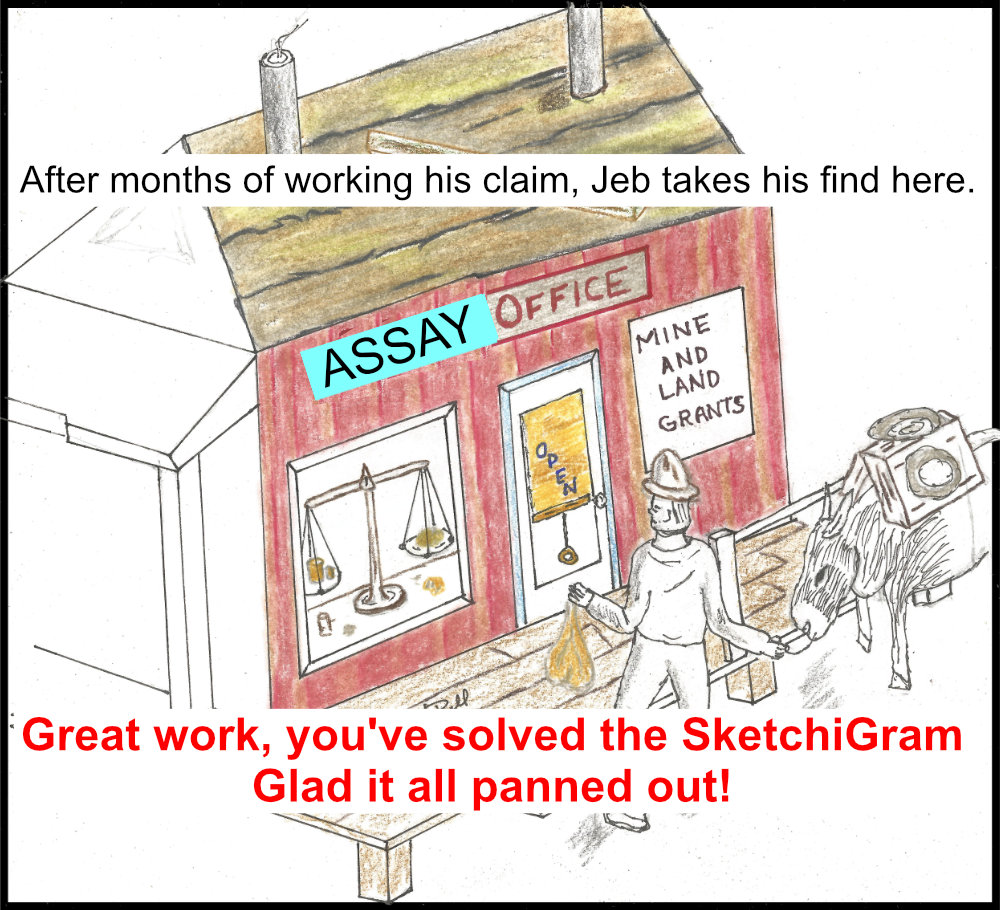 After months of working his claim, Jeb takes his find here.
ASSAY OFFICE
MINE
AND
LAND
GRANTS
OPEN
Great work, you've solved the SketchiGram
Glad it all panned out!